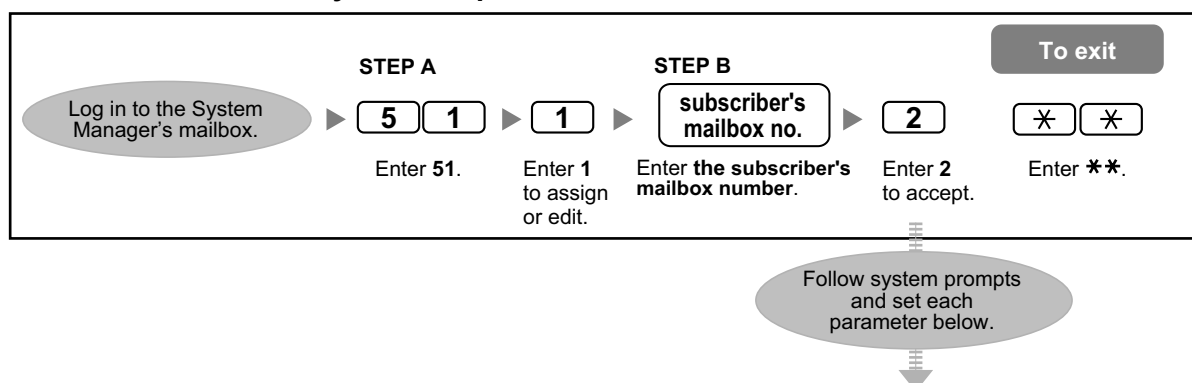 To exit
STEP A
STEP B
Log in to the System
Manager's mailbox.
5 1
1
subscriber's
mailbox no.
2
* *
Enter 51.
Enter 1
to assign
or edit.
Enter the subscriber's
mailbox number.
Enter 2
to accept.
Enter **.
Follow system prompts
and set each
parameter below.